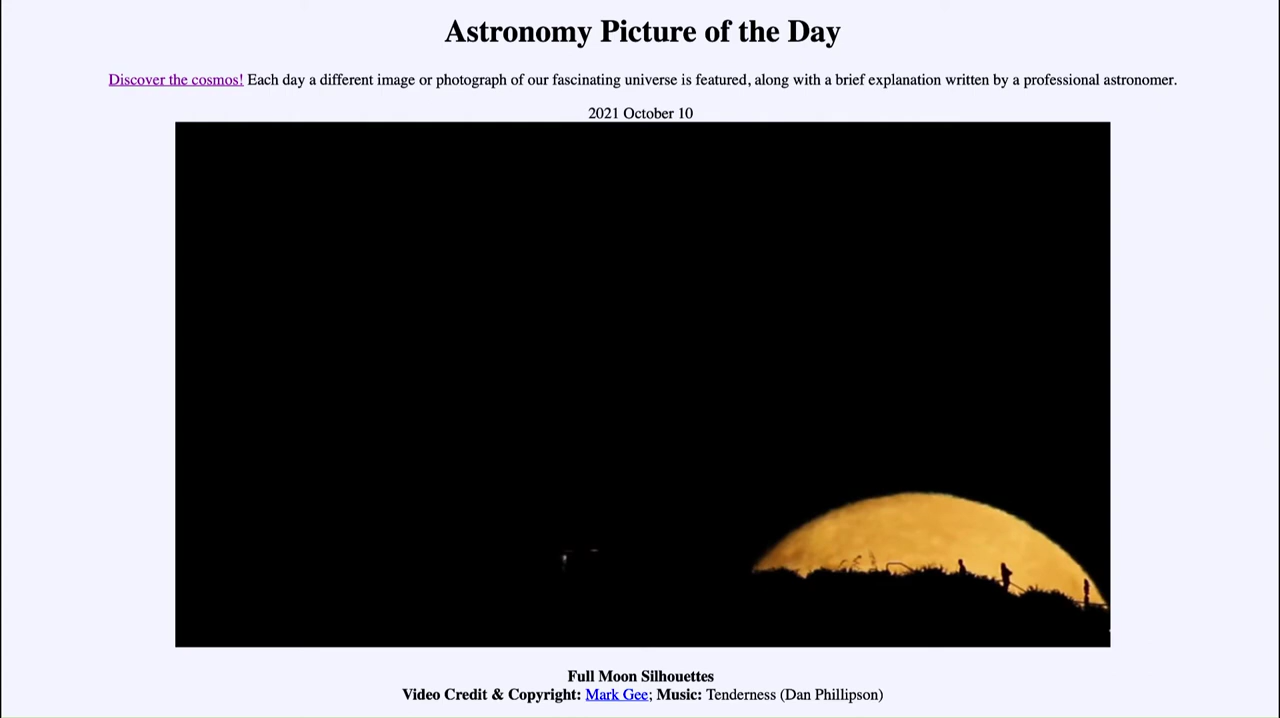 Astronomy Picture of the Day
Discover the cosmos! Each day a different image or photograph of our fascinating universe is featured, along with a brief explanation written by a professional astronomer.
2021 October 10
Full Moon Silhouettes
Video Credit & Copyright: Mark Gee; Music: Tenderness (Dan Phillipson)